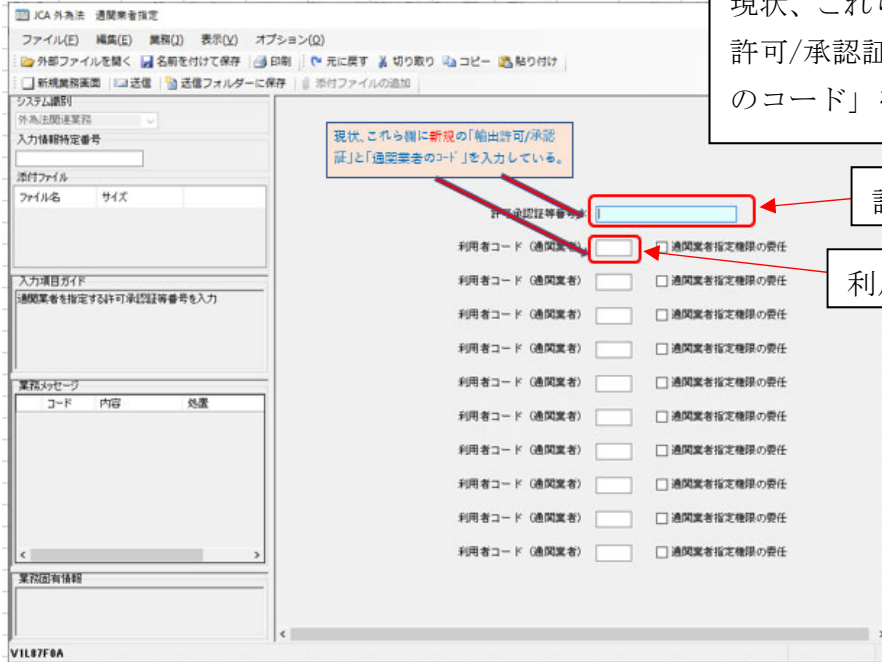 JCA 外為法 通関業者指定
現状、これら
許可/承認証
のコード」
ファイル(E) 編集(E) 業務(J) 表示(V) オプション(O)
外部ファイルを開く 名前を付けて保存 印刷 元に戻す 切り取り コピー 貼り付け
新規業務画面 送信 送信フォルダーに保存 添付ファイルの追加
システム識別
外為法関連業務
入力情報特定番号
添付ファイル
ファイル名 サイズ
現状、これら欄に新規の「輸出許可/承認
証」と「通関業者のコード」を入力している。
許可承認証等番号
利用者コード (通関業者) 通関業者指定権限の委任
利用者コード (通関業者) 通関業者指定権限の委任
利用者コード (通関業者) 通関業者指定権限の委任
利用者コード (通関業者) 通関業者指定権限の委任
利用者コード (通関業者) 通関業者指定権限の委任
利用者コード (通関業者) 通関業者指定権限の委任
利用者コード (通関業者) 通関業者指定権限の委任
利用者コード (通関業者) 通関業者指定権限の委任
利用者コード (通関業者) 通関業者指定権限の委任
利用者コード (通関業者) 通関業者指定権限の委任
入力項目ガイド
通関業者を指定する許可承認証等番号を入力
業務メッセージ
コード 内容 処置
業務固有情報
V1L87F0A